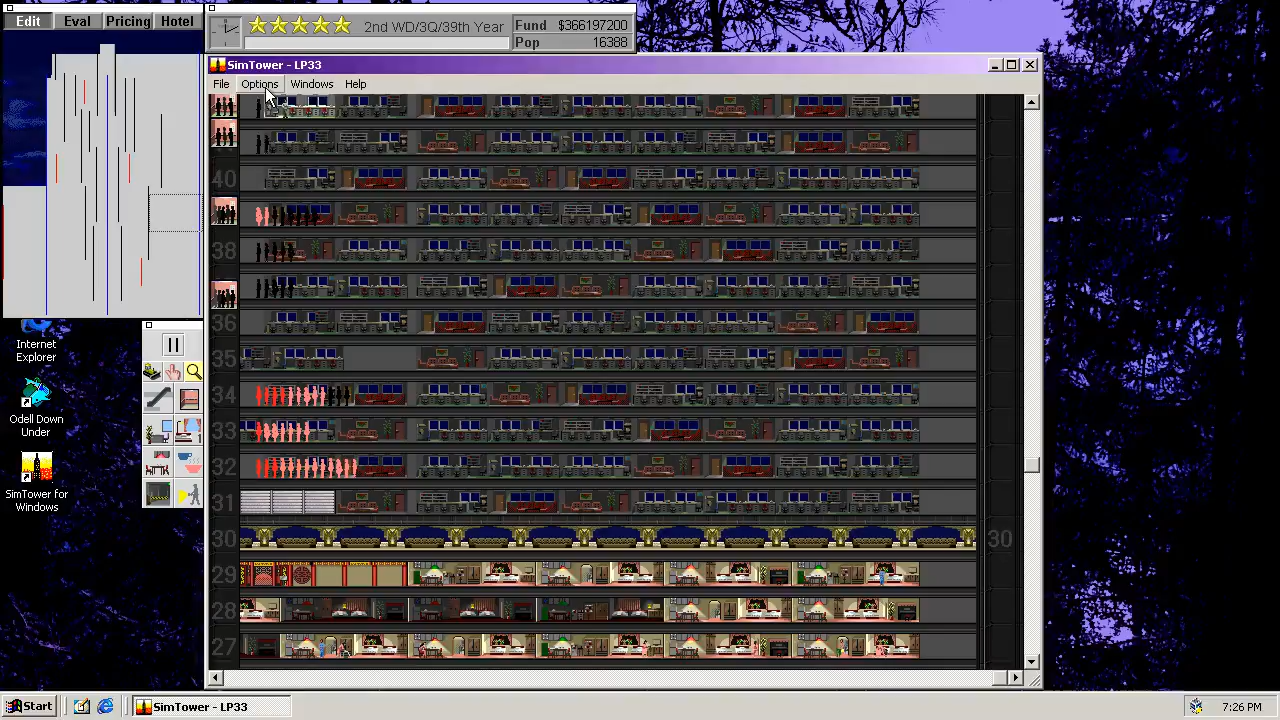 Edit Eval Pricing Hotel
2nd WD/3Q/39th Year
Fund $366197200
Pop 16388
SimTower - LP33
File Options Windows Help
40
38
36
35
34
33
32
31
30 30
29
28
27
Internet
Explorer
Odell Down
Under
SimTower for
Windows
1
Start
SimTower - LP33
7:26 PM